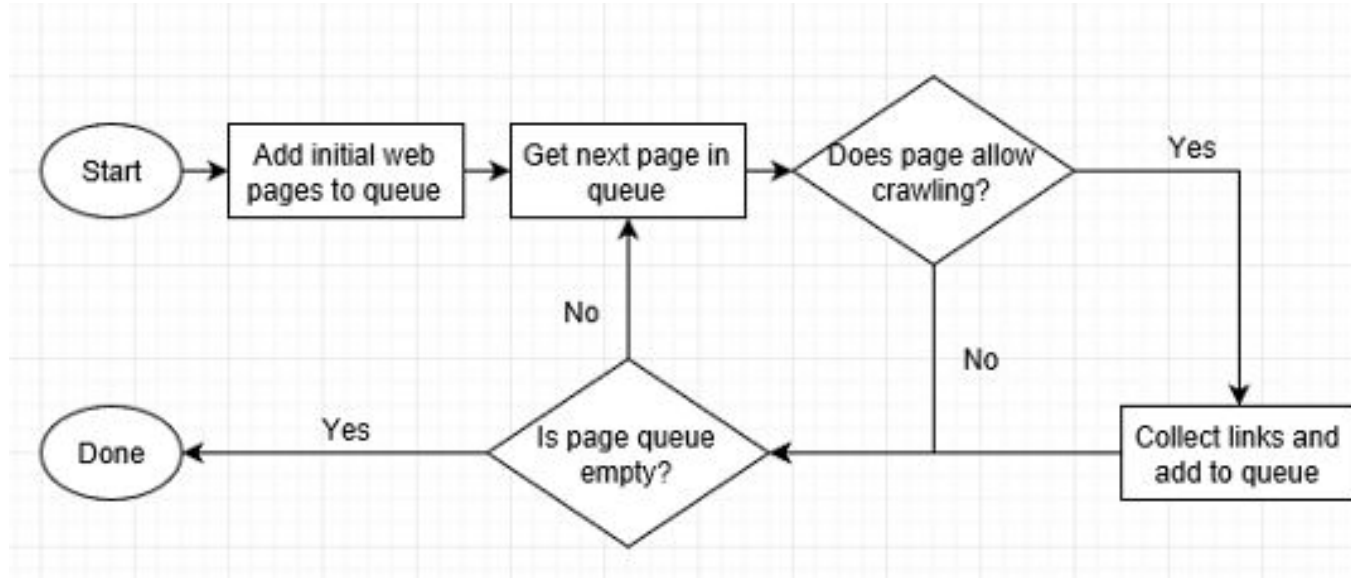 Start
Add initial web
pages to queue
Get next page in
queue
Does page allow
crawling?
Yes
No
No
Collect links and
add to queue
Is page queue
empty?
Yes
Done